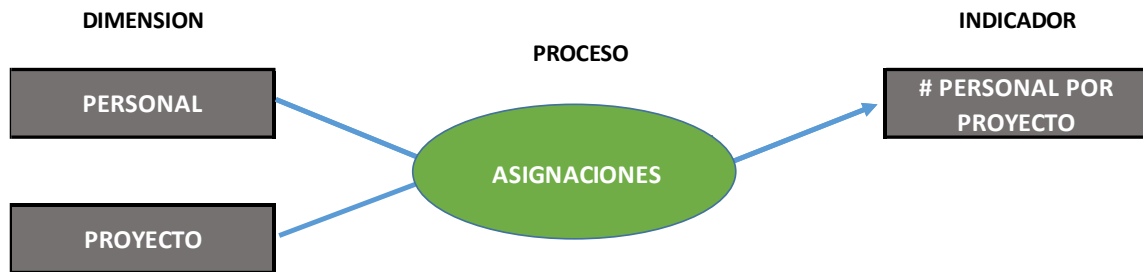 DIMENSION
INDICADOR
PROCESO
PERSONAL
# PERSONAL POR
PROYECTO
ASIGNACIONES
PROYECTO